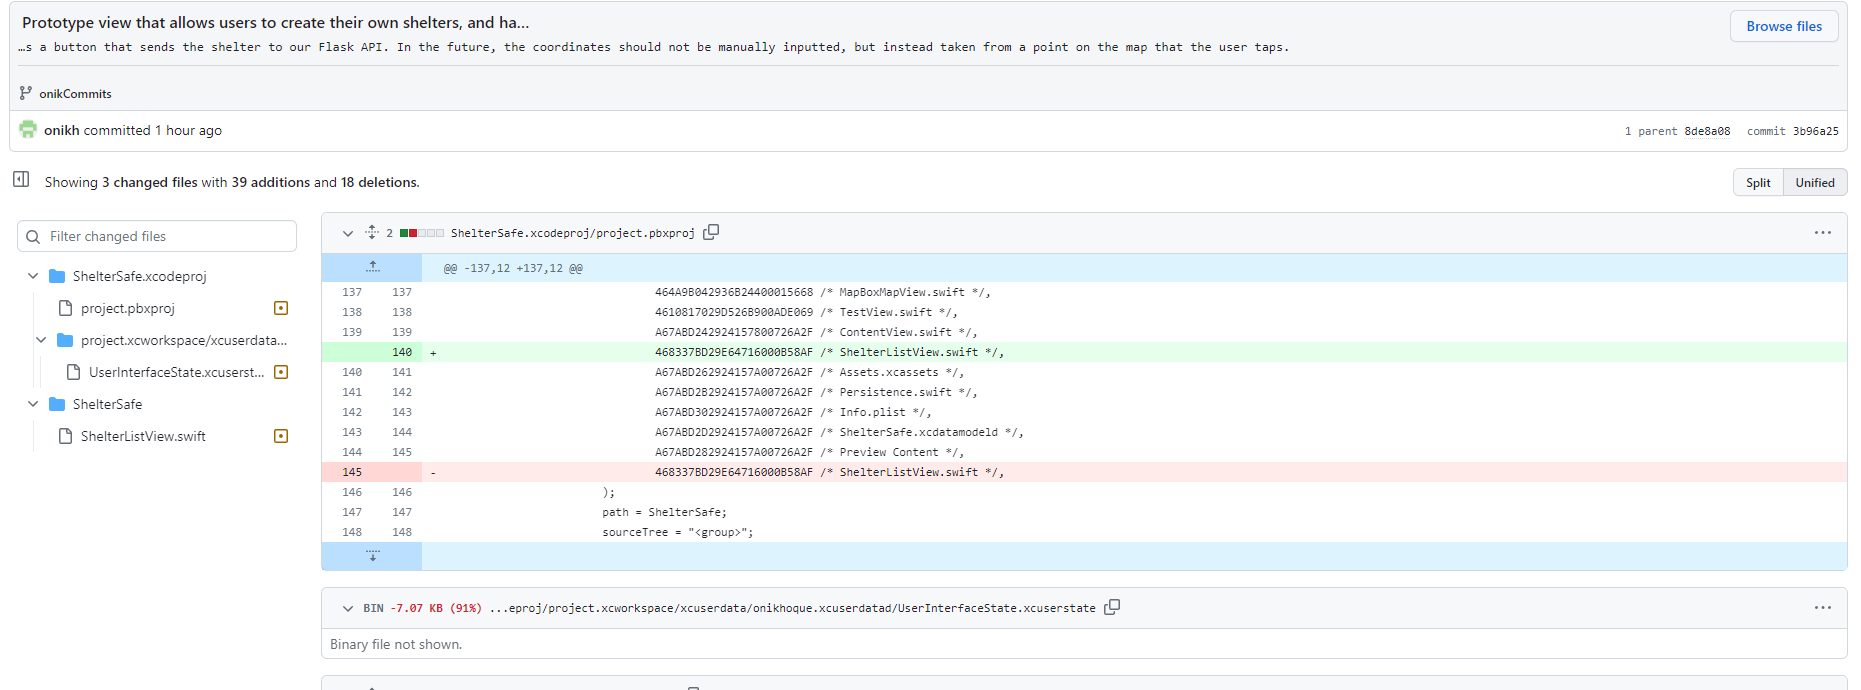 Prototype view that allows users to create their own shelters, and ha…
Browse files
…s a button that sends the shelter to our Flask API. In the future, the coordinates should not be manually inputted, but instead taken from a point on the map that the user taps.
onikCommits
onikh committed 1 hour ago
1 parent 8de8a08 commit 3b96a25
Showing 3 changed files with 39 additions and 18 deletions.
Split Unified
Filter changed files
ShelterSafe.xcodeproj
project.pbxproj
project.xcworkspace/xcuserdata...
UserInterfaceState.xcuserst...
ShelterSafe
ShelterListView.swift
2 ShelterSafe.xcodeproj/project.pbxproj
@@ -137,12 +137,12 @@
137 137 464A9B042936B24400015668 /* MapBoxMapView.swift */,
138 138 4610817029D526B900ADE069 /* TestView.swift */,
139 139 A67ABD242924157800726A2F /* ContentView.swift */,
140 + 468337BD29E64716000B58AF /* ShelterListView.swift */,
140 141 A67ABD262924157A00726A2F /* Assets.xcassets */,
141 142 A67ABD2B2924157A00726A2F /* Persistence.swift */,
142 143 A67ABD302924157A00726A2F /* Info.plist */,
143 144 A67ABD2D2924157A00726A2F /* ShelterSafe.xcdatamodeld */,
144 145 A67ABD282924157A00726A2F /* Preview Content */,
145 - 468337BD29E64716000B58AF /* ShelterListView.swift */,
146 146 );
147 147 path = ShelterSafe;
148 148 sourceTree = "<group>";
BIN -7.07 KB (91%) ...eproj/project.xcworkspace/xcuserdata/onikhoque.xcuserdatad/UserInterfaceState.xcuserstate
Binary file not shown.